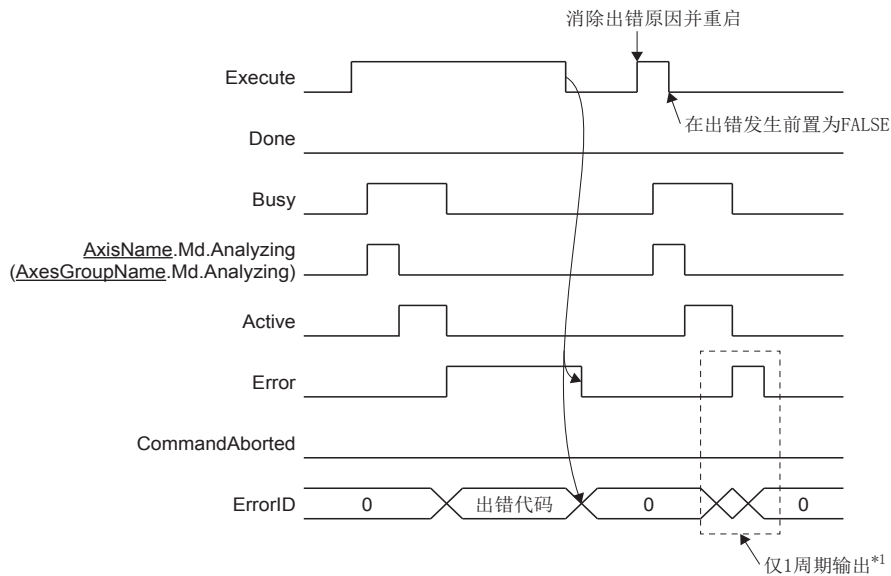 消除出错原因并重启
Execute
在出错发生前置为FALSE
Done
Busy
AxisName.Md.Analyzing
(AxesGroupName.Md.Analyzing)
Active
Error
CommandAborted
ErrorID
0
出错代码
0
0
仅1周期输出*1